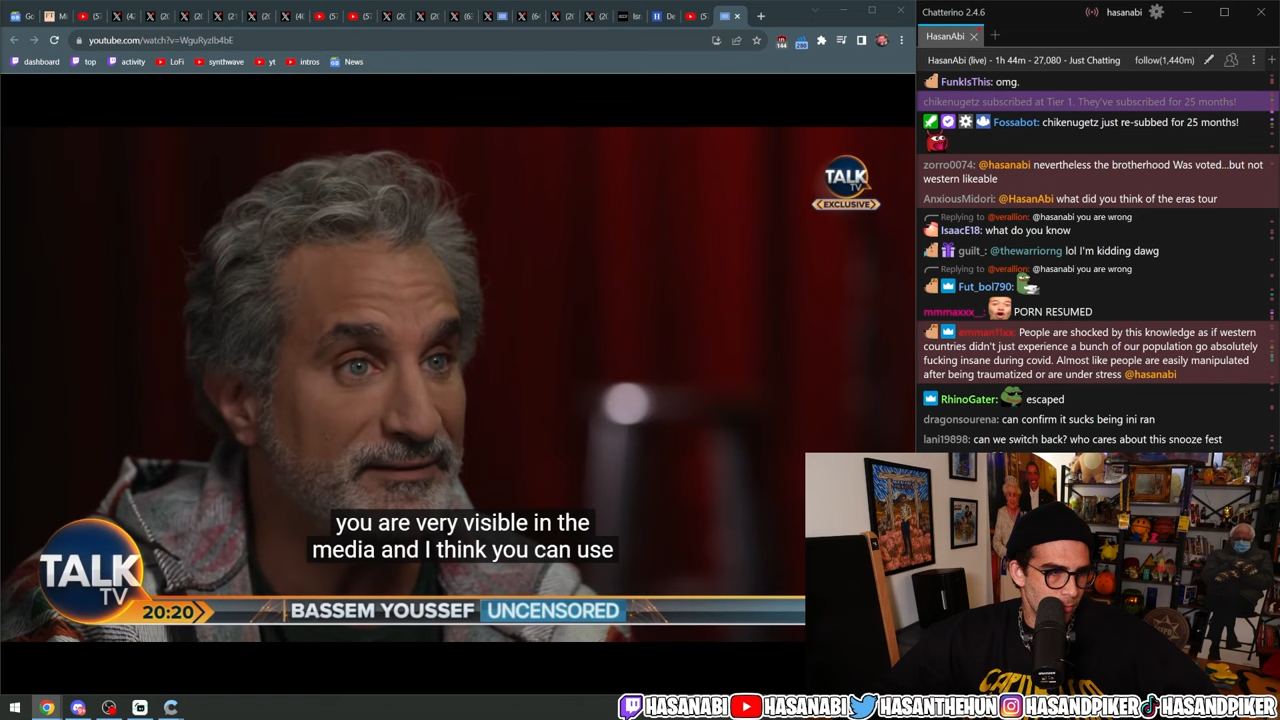 youtube.com/watch?v=WguRyzIb4bE
dashboard
top
activity
LoFi
synthwave
yt
intros
News
TALK
TV
EXCLUSIVE
you are very visible in the
media and I think you can use
TALK
TV
20:20
BASSEM YOUSSEF UNCENSORED
Chatterino 2.4.6
hasanabi
HasanAbi
HasanAbi (live) - 1h 44m - 27,080 - Just Chatting
follow(1,440m)
FunkIsThis: omg.
chikenugetz subscribed at Tier 1. They've subscribed for 25 months!
Fossabot: chikenugetz just re-subbed for 25 months!
zorro0074: @hasanabi nevertheless the brotherhood Was voted...but not
western likeable
AnxiousMidori: @HasanAbi what did you think of the eras tour
Replying to @verallion: @hasanabi you are wrong
IsaacE18: what do you know
guilt_: @thewarriorng lol I'm kidding dawg
Replying to @verallion: @hasanabi you are wrong
Fut_bol790:
mmmaxxx__: PORN RESUMED
emman11xx: People are shocked by this knowledge as if western
countries didn't just experience a bunch of our population go absolutely
fucking insane during covid. Almost like people are easily manipulated
after being traumatized or are under stress @hasanabi
RhinoGater: escaped
dragonsourena: can confirm it sucks being ini ran
lani19898: can we switch back? who cares about this snooze fest
HASANABI
HASANABI
HASANTHEHUN
HASANDPIKER
HASANDPIKER